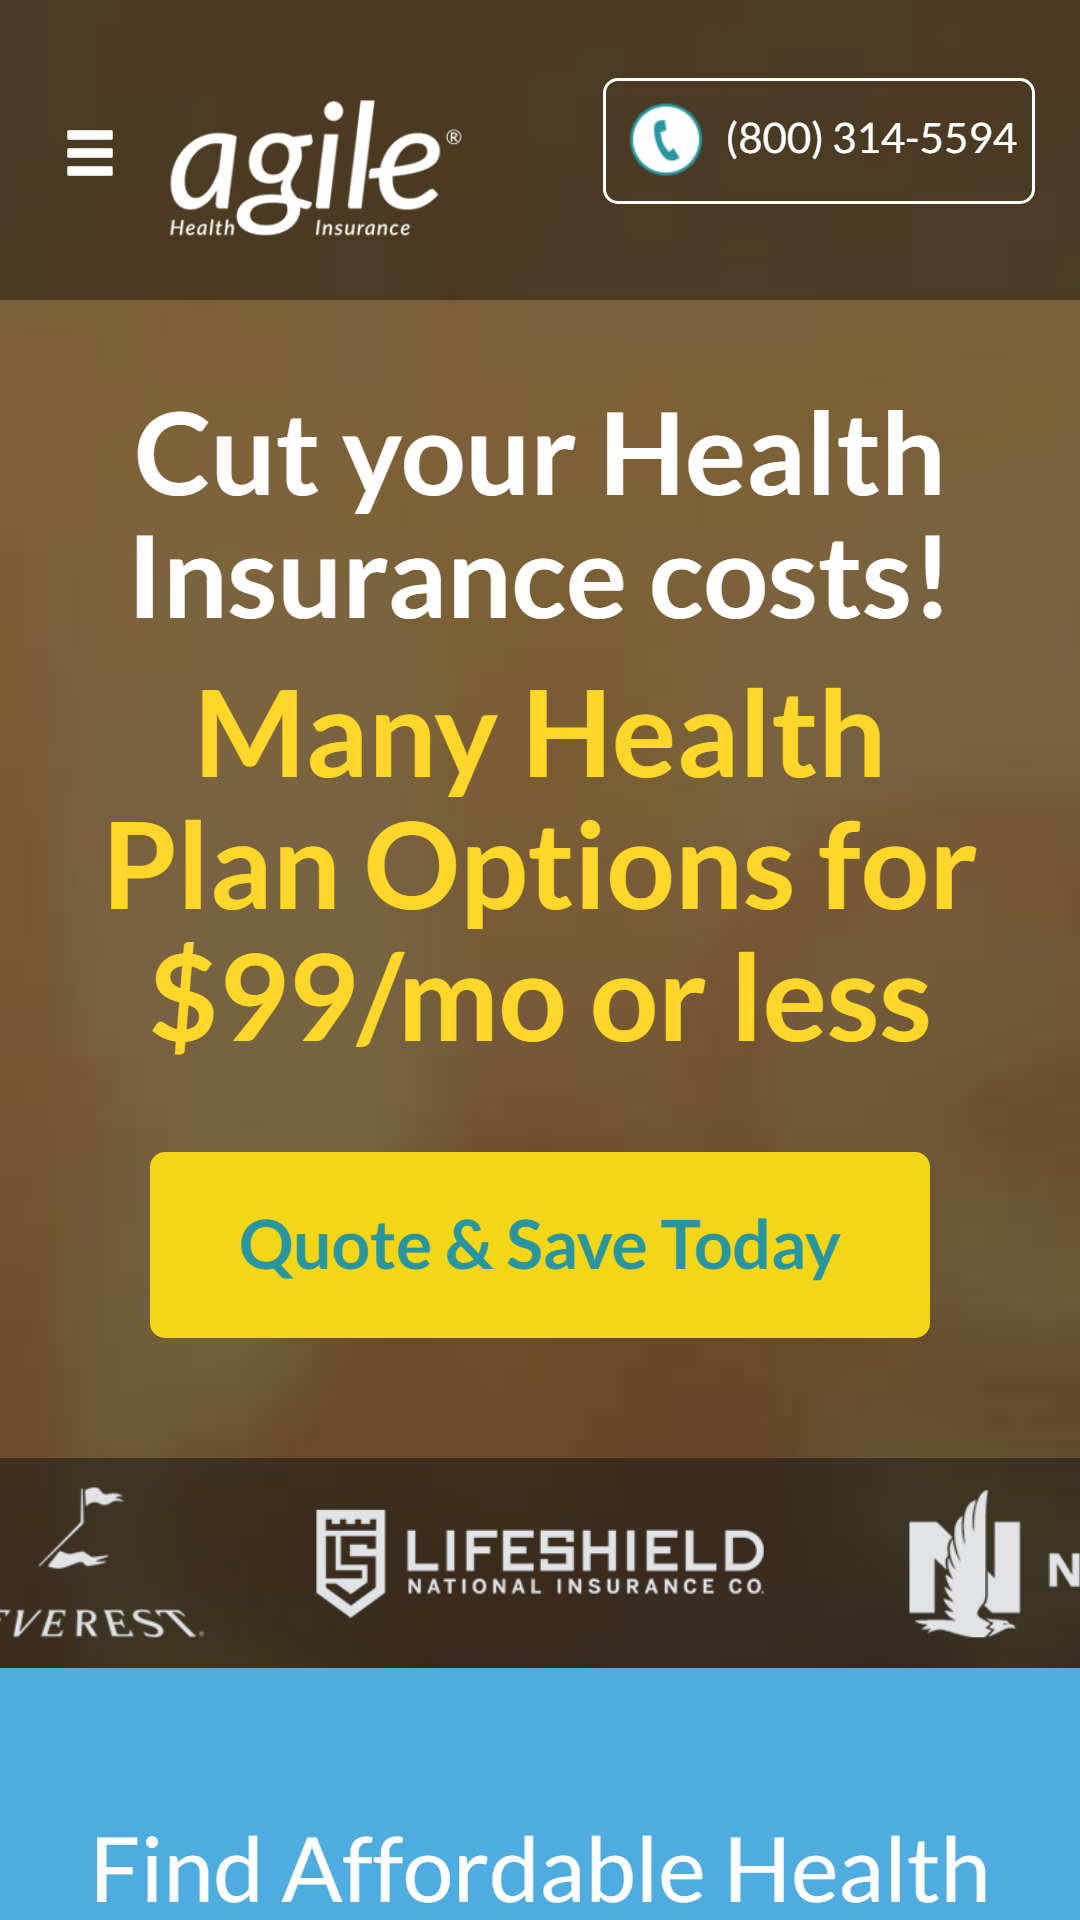 agile®
Health Insurance
(800) 314-5594
Cut your Health
Insurance costs!
Many Health
Plan Options for
$99/mo or less
Quote & Save Today
EVEREST.
LIFESHIELD
NATIONAL INSURANCE CO.
N
N
Find Affordable Health